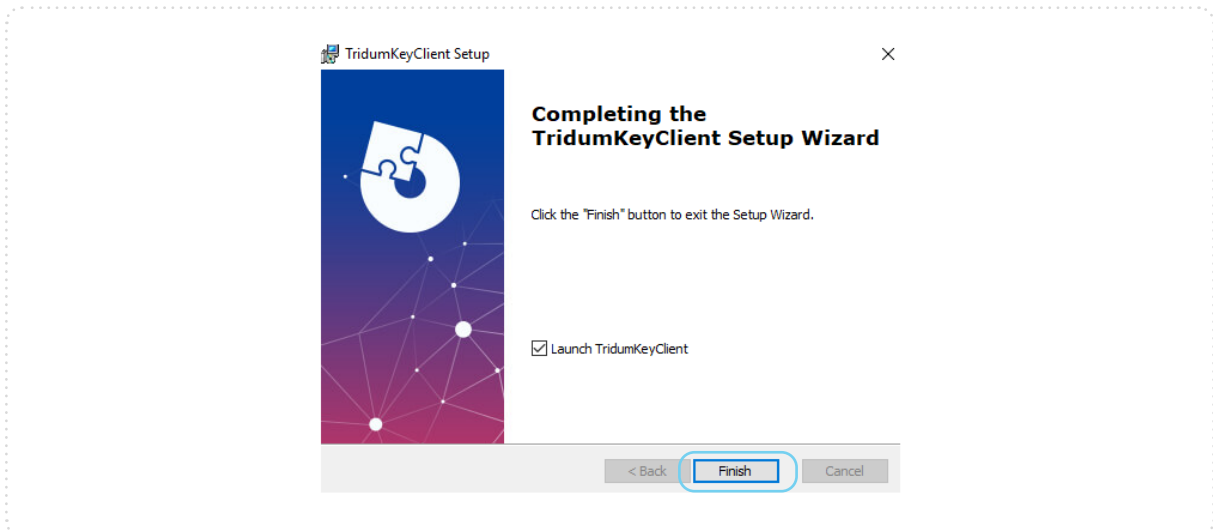 TridumKeyClient Setup
Completing the
TridumKeyClient Setup Wizard
Click the "Finish" button to exit the Setup Wizard.
Launch TridumKeyClient
< Back
Finish
Cancel